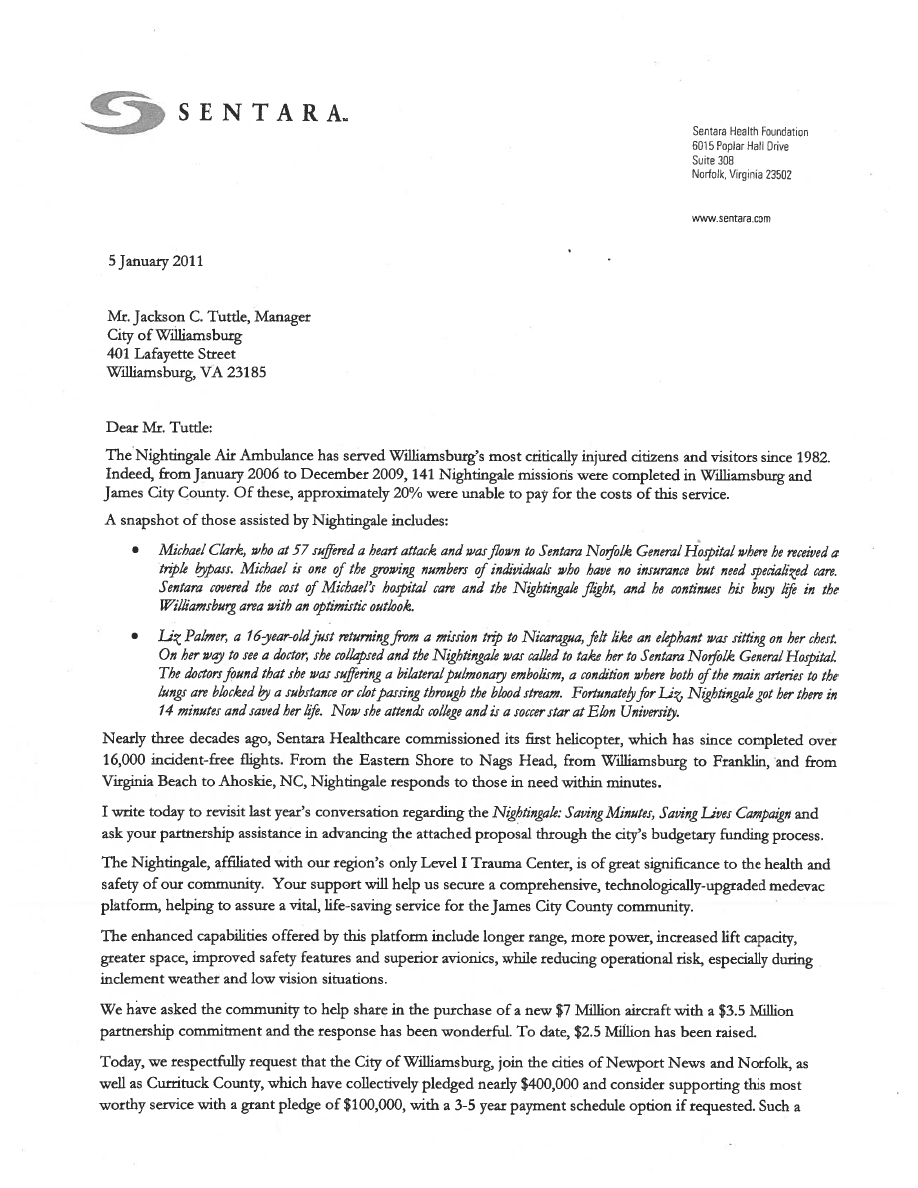 SENTARA™
Sentara Health Foundation
6015 Poplar Hall Drive
Suite 308
Norfolk, Virginia 23502
www.sentara.com
5 January 2011
Mr. Jackson C. Tuttle, Manager
City of Williamsburg
401 Lafayette Street
Williamsburg, VA 23185
Dear Mr. Tuttle:
The Nightingale Air Ambulance has served Williamsburg's most critically injured citizens and visitors since 1982.
Indeed, from January 2006 to December 2009, 141 Nightingale missions were completed in Williamsburg and
James City County. Of these, approximately 20% were unable to pay for the costs of this service.
A snapshot of those assisted by Nightingale includes:
• Michael Clark, who at 57 suffered a heart attack and was flown to Sentara Norfolk General Hospital where he received a
triple bypass. Michael is one of the growing numbers of individuals who have no insurance but need specialized care.
Sentara covered the cost of Michael's hospital care and the Nightingale flight, and he continues his busy life in the
Williamsburg area with an optimistic outlook.
• Liz Palmer, a 16-year-old just returning from a mission trip to Nicaragua, felt like an elephant was sitting on her chest.
On her way to see a doctor, she collapsed and the Nightingale was called to take her to Sentara Norfolk General Hospital.
The doctors found that she was suffering a bilateral pulmonary embolism, a condition where both of the main arteries to the
lungs are blocked by a substance or clot passing through the blood stream. Fortunately for Liz, Nightingale got her there in
14 minutes and saved her life. Now she attends college and is a soccer star at Elon University.
Nearly three decades ago, Sentara Healthcare commissioned its first helicopter, which has since completed over
16,000 incident-free flights. From the Eastern Shore to Nags Head, from Williamsburg to Franklin, and from
Virginia Beach to Ahoskie, NC, Nightingale responds to those in need within minutes.
I write today to revisit last year's conversation regarding the Nightingale: Saving Minutes, Saving Lives Campaign and
ask your partnership assistance in advancing the attached proposal through the city's budgetary funding process.
The Nightingale, affiliated with our region's only Level I Trauma Center, is of great significance to the health and
safety of our community. Your support will help us secure a comprehensive, technologically-upgraded medevac
platform, helping to assure a vital, life-saving service for the James City County community.
The enhanced capabilities offered by this platform include longer range, more power, increased lift capacity,
greater space, improved safety features and superior avionics, while reducing operational risk, especially during
inclement weather and low vision situations.
We have asked the community to help share in the purchase of a new $7 Million aircraft with a $3.5 Million
partnership commitment and the response has been wonderful. To date, $2.5 Million has been raised.
Today, we respectfully request that the City of Williamsburg, join the cities of Newport News and Norfolk, as
well as Currituck County, which have collectively pledged nearly $400,000 and consider supporting this most
worthy service with a grant pledge of $100,000, with a 3-5 year payment schedule option if requested. Such a